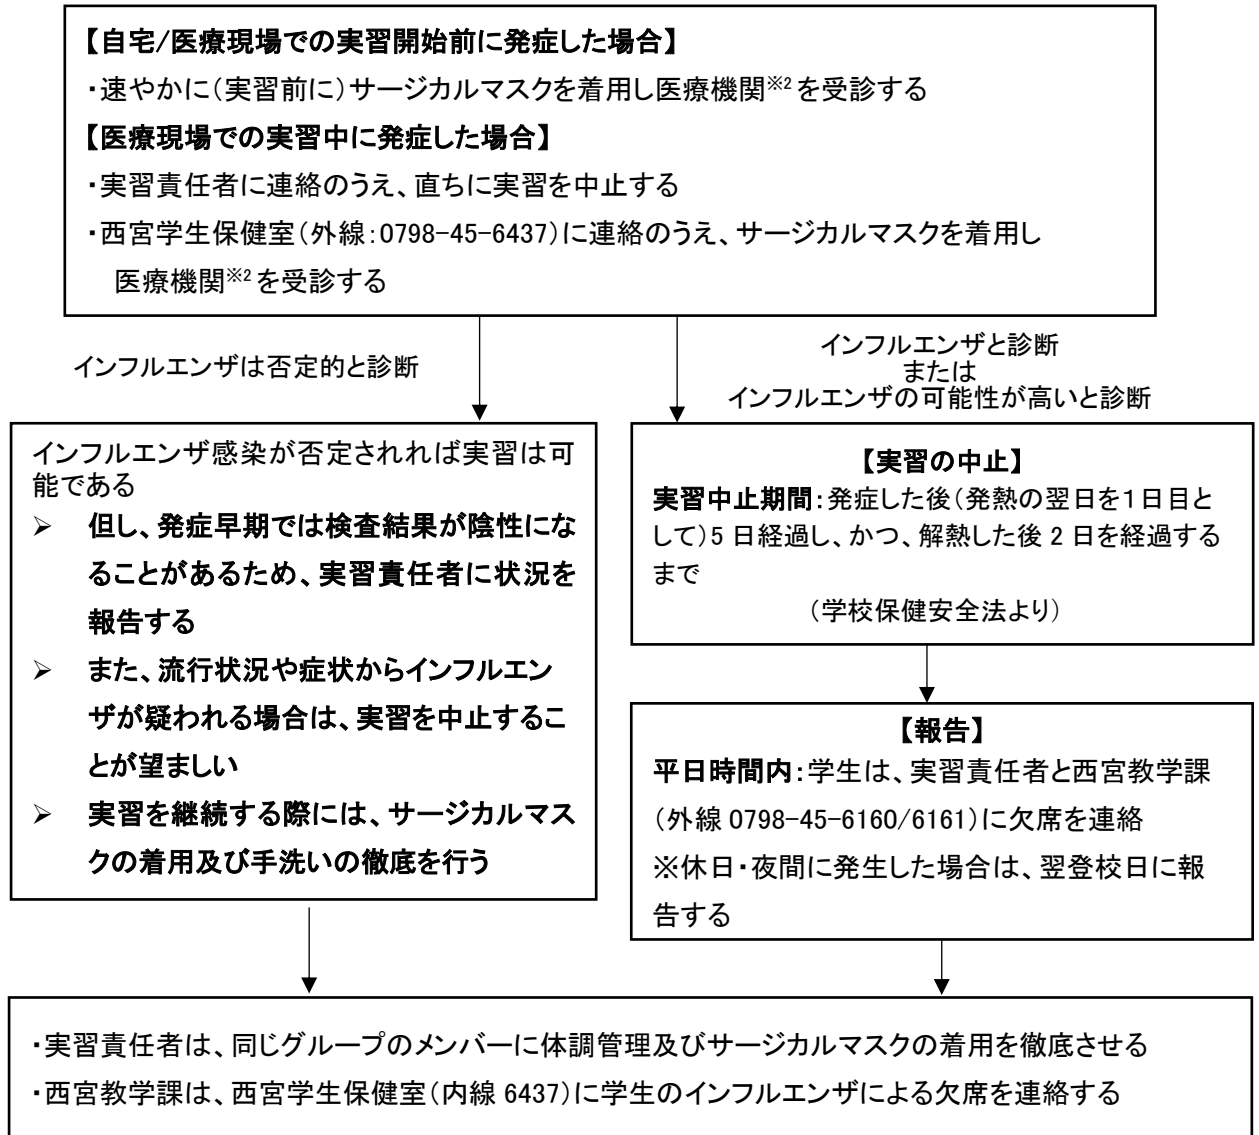 【自宅/医療現場での実習開始前に発症した場合】
・速やかに(実習前に)サージカルマスクを着用し医療機関※2を受診する
【医療現場での実習中に発症した場合】
・実習責任者に連絡のうえ、直ちに実習を中止する
・西宮学生保健室(外線:0798-45-6437)に連絡のうえ、サージカルマスクを着用し
医療機関※2を受診する
インフルエンザは否定的と診断
インフルエンザと診断
または
インフルエンザの可能性が高いと診断
インフルエンザ感染が否定されれば実習は可
能である
➢ 但し、発症早期では検査結果が陰性にな
ることがあるため、実習責任者に状況を
報告する
➢ また、流行状況や症状からインフルエン
ザが疑われる場合は、実習を中止するこ
とが望ましい
➢ 実習を継続する際には、サージカルマス
クの着用及び手洗いの徹底を行う
【実習の中止】
実習中止期間:発症した後(発熱の翌日を1日目と
して)5 日経過し、かつ、解熱した後 2 日を経過する
まで
(学校保健安全法より)
【報告】
平日時間内:学生は、実習責任者と西宮教学課
(外線 0798-45-6160/6161)に欠席を連絡
※休日・夜間に発生した場合は、翌登校日に報
告する
・実習責任者は、同じグループのメンバーに体調管理及びサージカルマスクの着用を徹底させる
・西宮教学課は、西宮学生保健室(内線 6437)に学生のインフルエンザによる欠席を連絡する